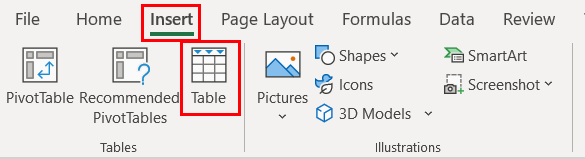 File Home Insert Page Layout Formulas Data Review
PivotTable Recommended PivotTables Table
Pictures
Shapes
Icons
3D Models
SmartArt
Screenshot
Tables Illustrations